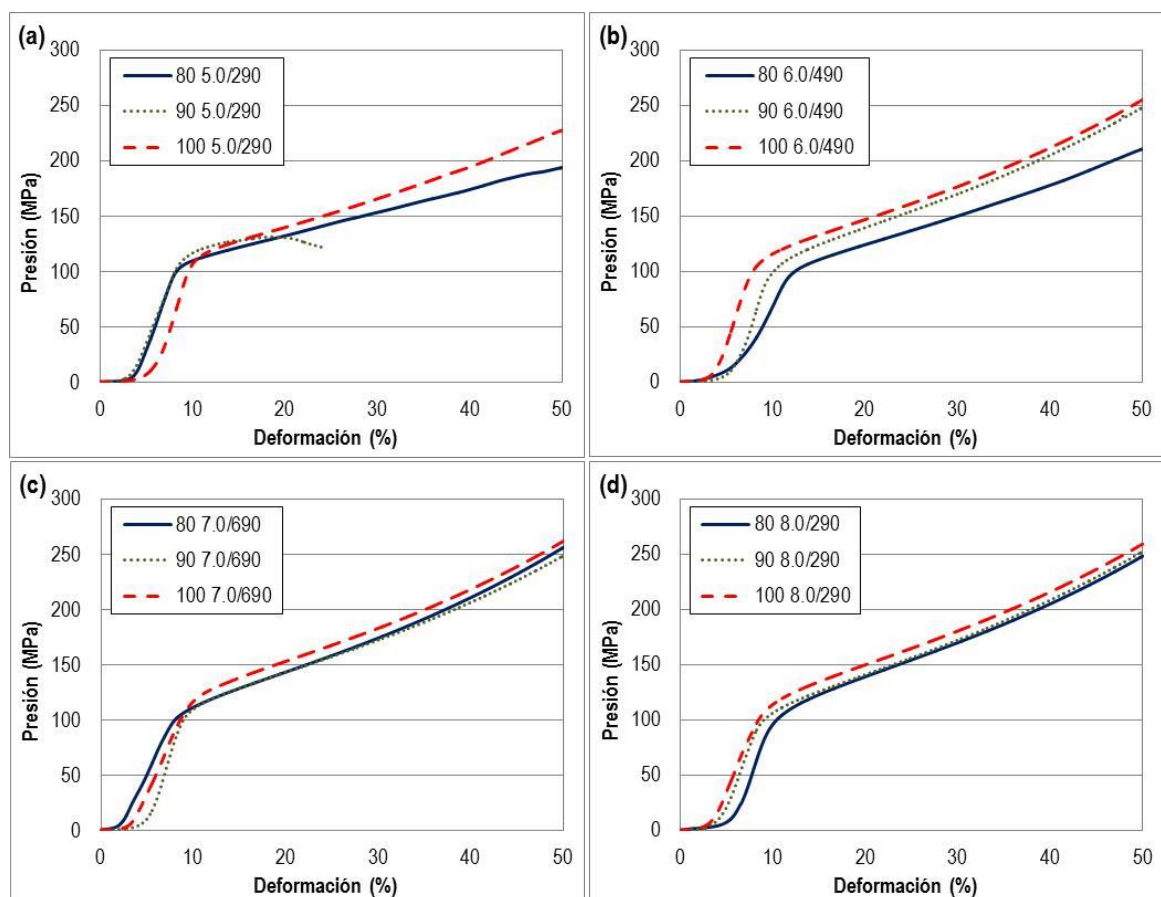 (a)
300
250
200
150
100
50
0
Presión (MPa)
80 5.0/290
90 5.0/290
100 5.0/290
0 10 20 30 40 50
Deformación (%)
(b)
300
250
200
150
100
50
0
Presión (MPa)
80 6.0/490
90 6.0/490
100 6.0/490
0 10 20 30 40 50
Deformación (%)
(c)
300
250
200
150
100
50
0
Presión (MPa)
80 7.0/690
90 7.0/690
100 7.0/690
0 10 20 30 40 50
Deformación (%)
(d)
300
250
200
150
100
50
0
Presión (MPa)
80 8.0/290
90 8.0/290
100 8.0/290
0 10 20 30 40 50
Deformación (%)